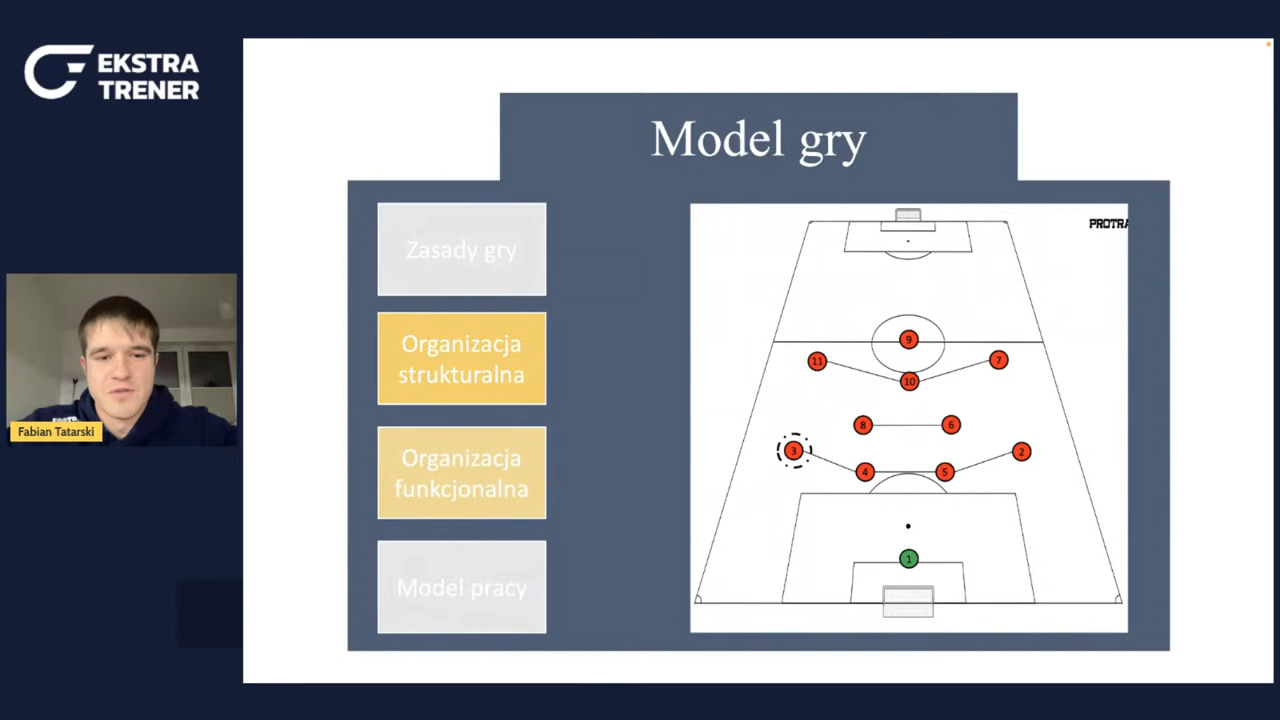 EKSTRA
TRENER
Model gry
Zasady gry
Organizacja
strukturalna
Organizacja
funkcjonalna
Model pracy
PROTRA
9
11
7
10
8
6
3
2
4
5
1
Fabian Tatarski